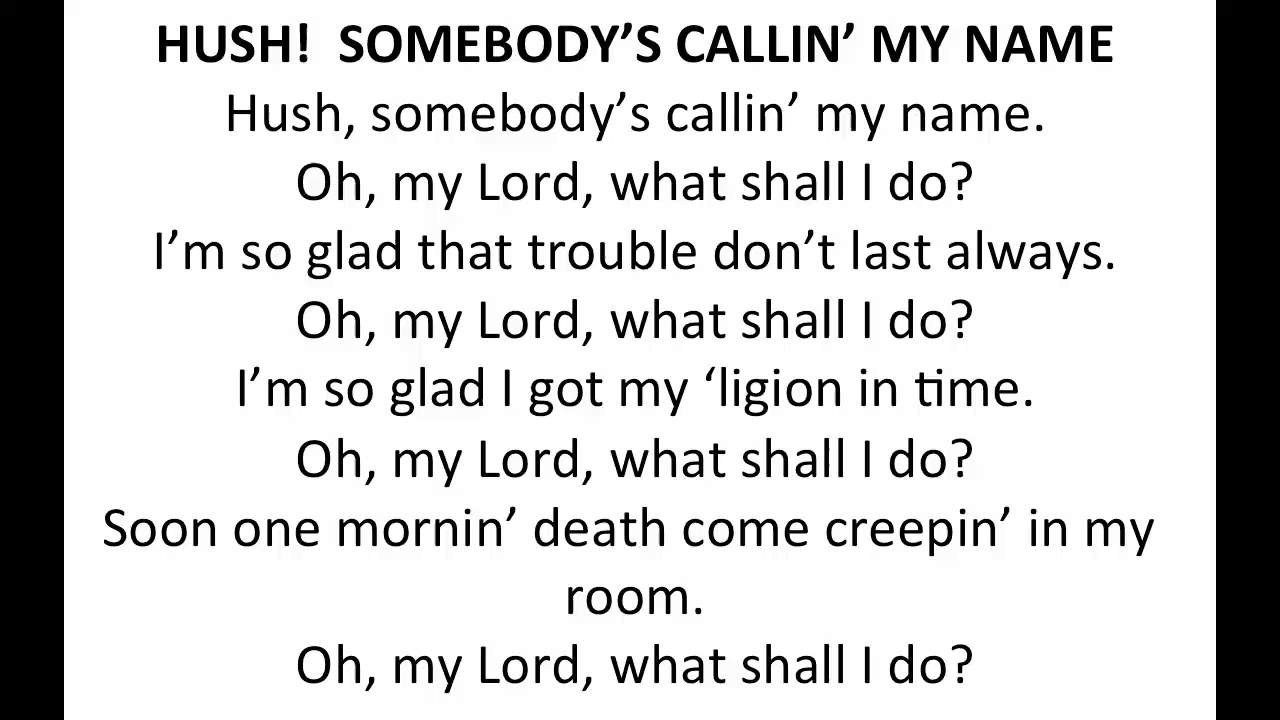 HUSH!  SOMEBODY’S CALLIN’ MY NAME
Hush, somebody’s callin’ my name.
Oh, my Lord, what shall I do?
I’m so glad that trouble don’t last always.
Oh, my Lord, what shall I do?
I’m so glad I got my ‘ligion in time.
Oh, my Lord, what shall I do?
Soon one mornin’ death come creepin’ in my
room.
Oh, my Lord, what shall I do?